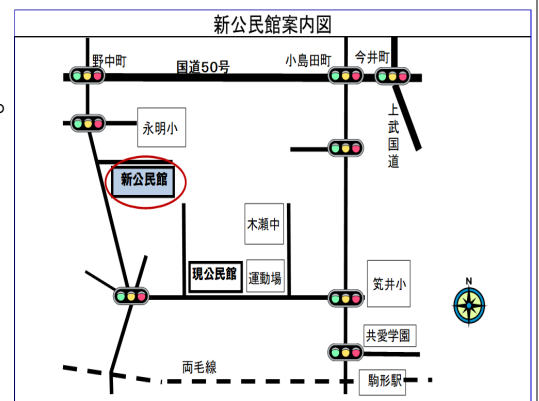 新公民館案内図
野中町
国道50号
小島田町
今井町
上武国道
永明小
新公民館
木瀬中
現公民館
運動場
笂井小
N
共愛学園
両毛線
駒形駅